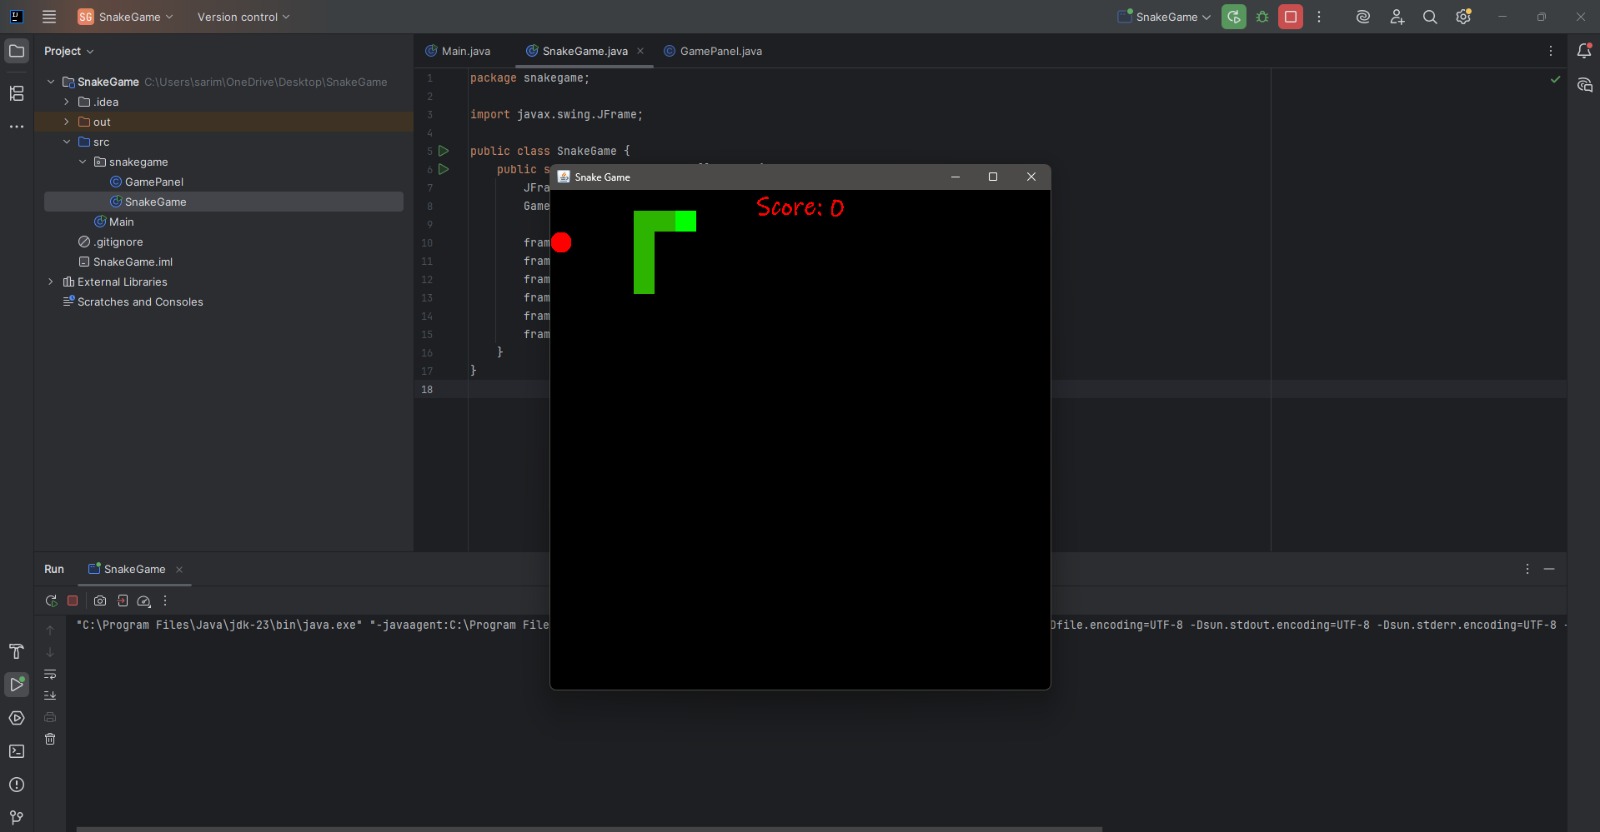 SG SnakeGame Version control SnakeGame
Project
Main.java SnakeGame.java GamePanel.java
SnakeGame C:\Users\sarim\OneDrive\Desktop\SnakeGame
.idea
out
src
snakegame
GamePanel
SnakeGame
Main
.gitignore
SnakeGame.iml
External Libraries
Scratches and Consoles
1 package snakegame;
2
3 import javax.swing.JFrame;
4
5 public class SnakeGame {
6 public s
7 JFra
8 Game
9
10 fram
11 fram
12 fram
13 fram
14 fram
15 fram
16 }
17 }
18
Snake Game
Score: 0
Run SnakeGame
"C:\Program Files\Java\jdk-23\bin\java.exe" "-javaagent:C:\Program File
Dfile.encoding=UTF-8 -Dsun.stdout.encoding=UTF-8 -Dsun.stderr.encoding=UTF-8 -